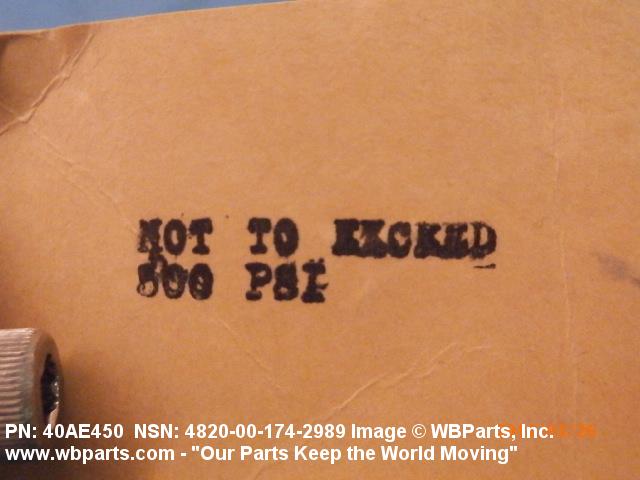 NOT TO EXCKED
500 PSI
PN: 40AE450 NSN: 4820-00-174-2989 Image © WBParts, Inc.
www.wbparts.com - "Our Parts Keep the World Moving"